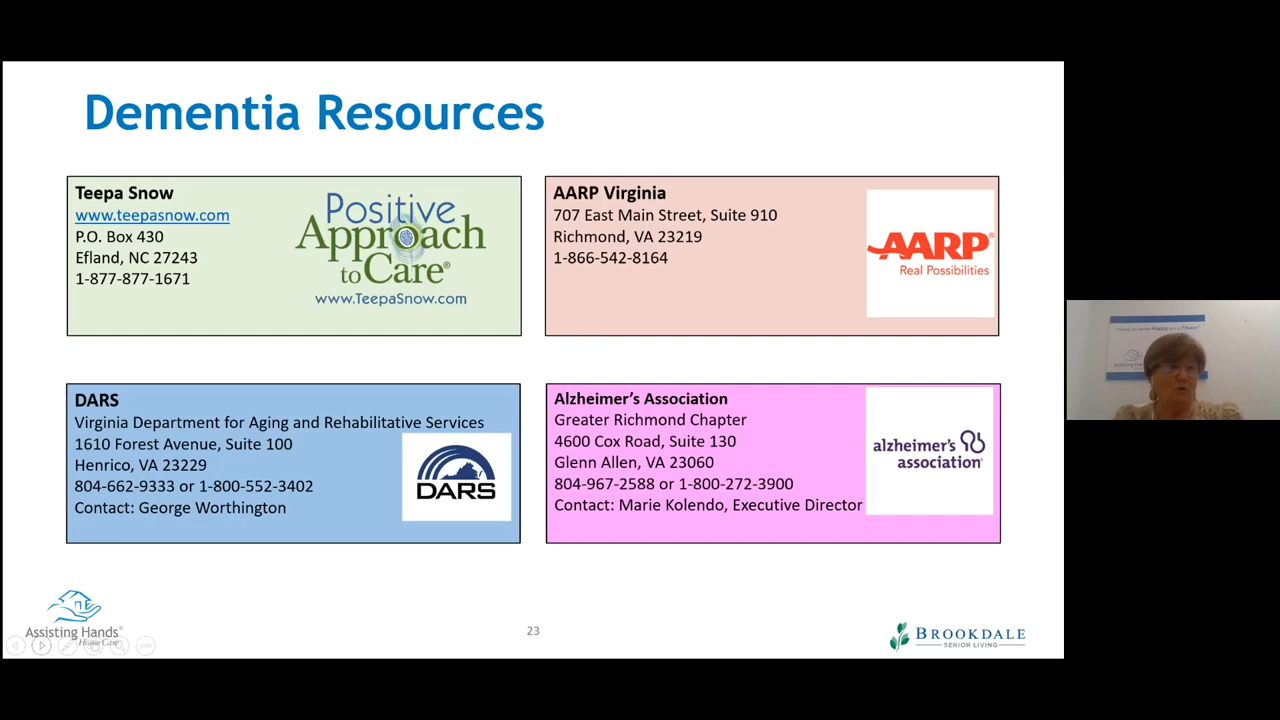 Dementia Resources
Teepa Snow
www.teepasnow.com
P.O. Box 430
Efland, NC 27243
1-877-877-1671
Positive
Approach
to Care®
www.TeepaSnow.com
AARP Virginia
707 East Main Street, Suite 910
Richmond, VA 23219
1-866-542-8164
AARP®
Real Possibilities
DARS
Virginia Department for Aging and Rehabilitative Services
1610 Forest Avenue, Suite 100
Henrico, VA 23229
804-662-9333 or 1-800-552-3402
Contact: George Worthington
DARS
Alzheimer’s Association
Greater Richmond Chapter
4600 Cox Road, Suite 130
Glenn Allen, VA 23060
804-967-2588 or 1-800-272-3900
Contact: Marie Kolendo, Executive Director
alzheimer's
association®
Assisting Hands®
Home Care
23
BROOKDALE
SENIOR LIVING
Assisting Hands